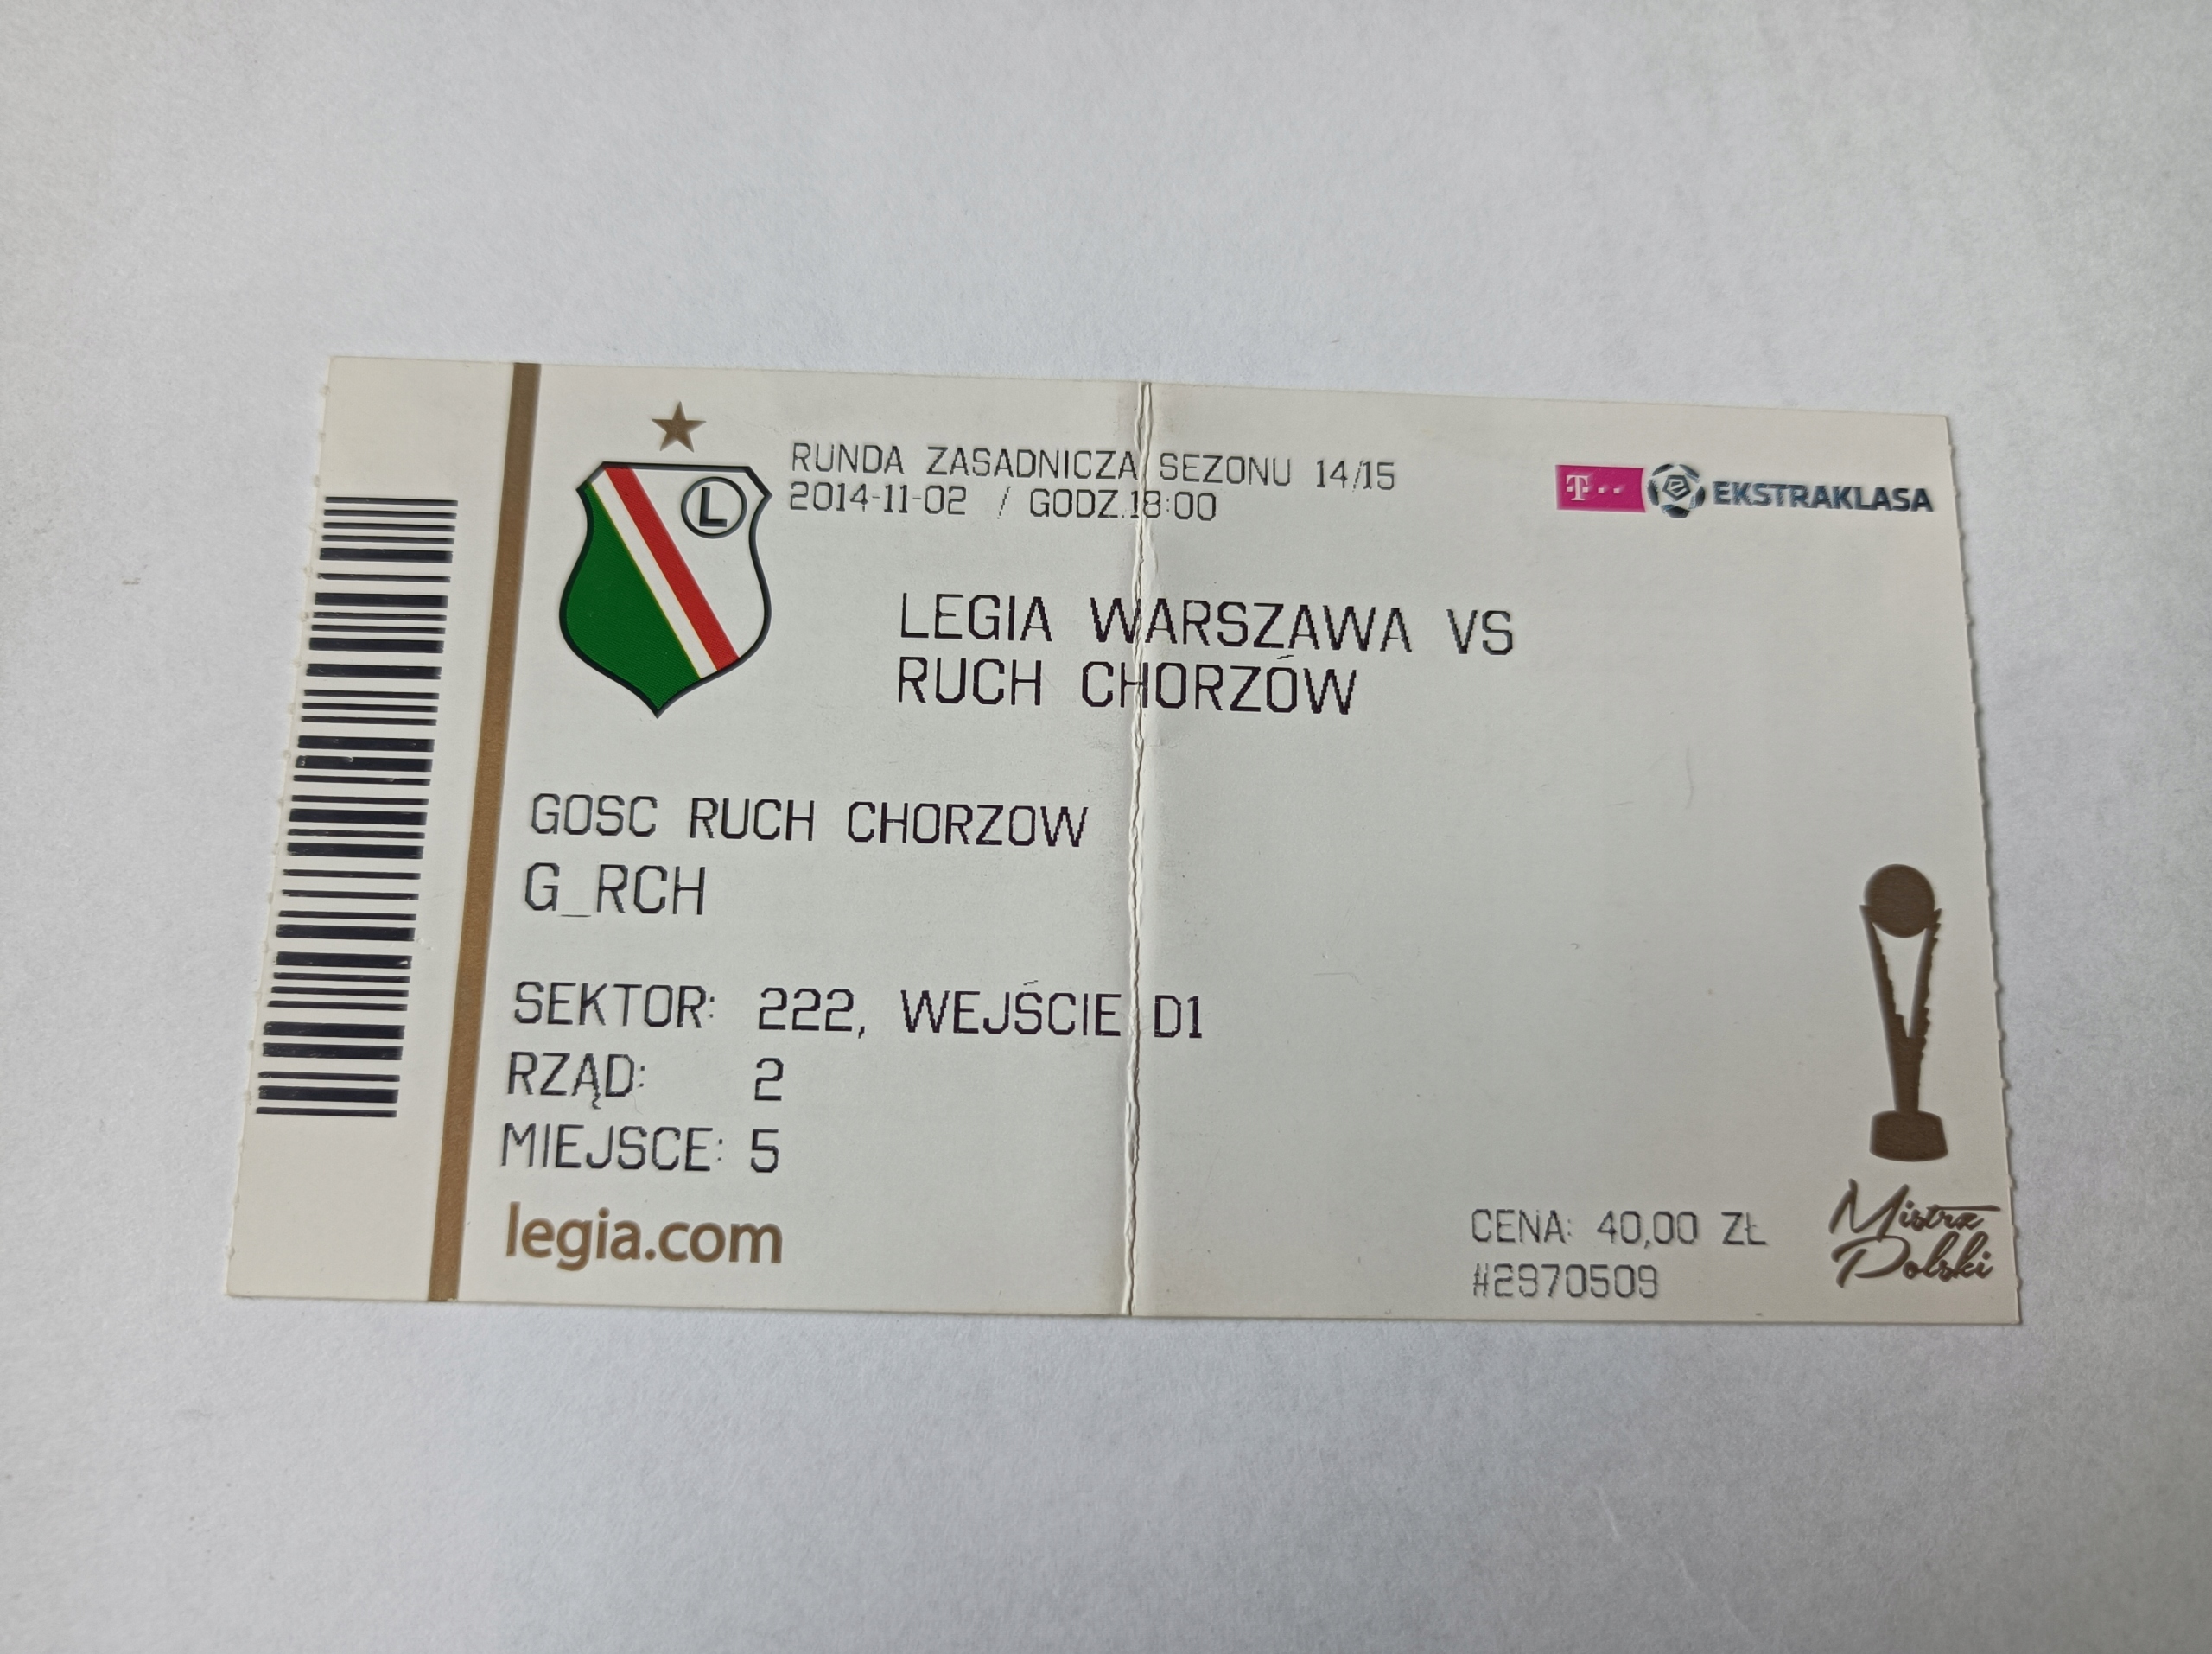 RUNDA ZASADNICZA SEZONU 14/15
2014-11-02 / GODZ.18:00
L
T··
EKSTRAKLASA
LEGIA WARSZAWA VS
RUCH CHORZÓW
GOSC RUCH CHORZOW
G_RCH
SEKTOR: 222, WEJŚCIE D1
RZĄD: 2
MIEJSCE: 5
legia.com
CENA: 40,00 ZŁ
#2970509
Mistrz
Polski